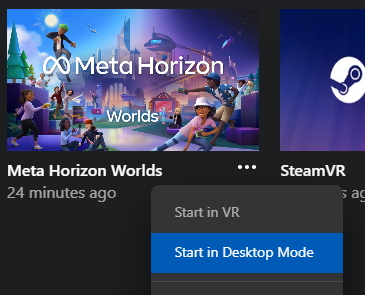 Meta Horizon
Worlds
Meta Horizon Worlds
24 minutes ago
SteamVR
s ag
Start in VR
Start in Desktop Mode